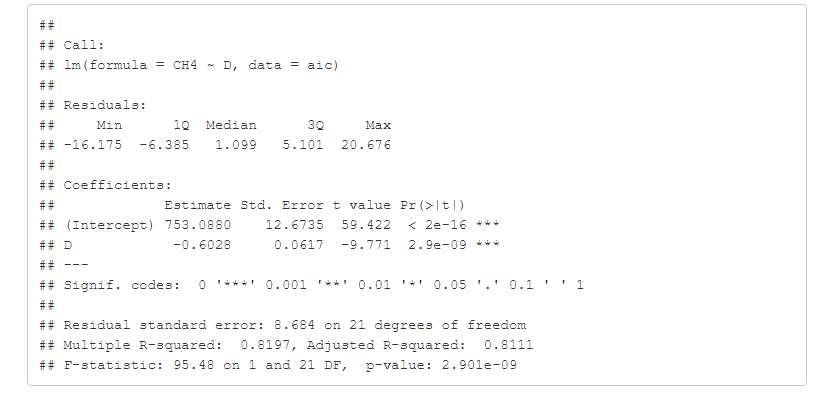 ##
## Call:
## lm(formula = CH4 ~ D, data = aic)
##
## Residuals:
##     Min      1Q  Median      3Q     Max
## -16.175  -6.385   1.099   5.101  20.676
##
## Coefficients:
##             Estimate Std. Error t value Pr(>|t|)
## (Intercept) 753.0880    12.6735  59.422  < 2e-16 ***
## D            -0.6028     0.0617  -9.771  2.9e-09 ***
## ---
## Signif. codes:  0 '***' 0.001 '**' 0.01 '*' 0.05 '.' 0.1 ' ' 1
##
## Residual standard error: 8.684 on 21 degrees of freedom
## Multiple R-squared:  0.8197, Adjusted R-squared:  0.8111
## F-statistic: 95.48 on 1 and 21 DF,  p-value: 2.901e-09